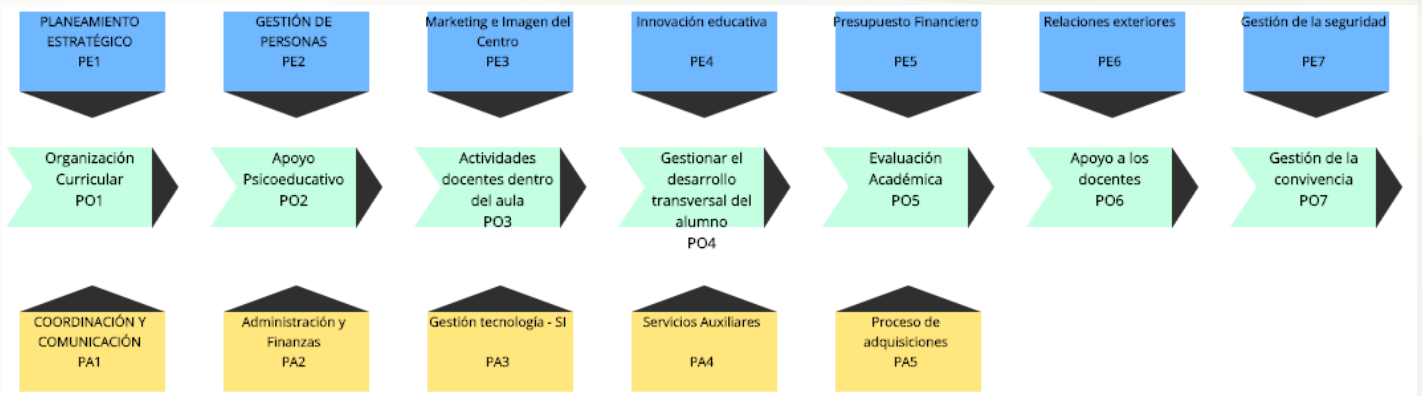 PLANEAMIENTO
ESTRATÉGICO
PE1
GESTIÓN DE
PERSONAS
PE2
Marketing e Imagen del
Centro
PE3
Innovación educativa
PE4
Presupuesto Financiero
PE5
Relaciones exteriores
PE6
Gestión de la seguridad
PE7
Organización
Curricular
PO1
Apoyo
Psicoeducativo
PO2
Actividades
docentes dentro
del aula
PO3
Gestionar el
desarrollo
transversal del
alumno
PO4
Evaluación
Académica
PO5
Apoyo a los
docentes
PO6
Gestión de la
convivencia
PO7
COORDINACIÓN Y
COMUNICACIÓN
PA1
Administración y
Finanzas
PA2
Gestión tecnología - SI
PA3
Servicios Auxiliares
PA4
Proceso de
adquisiciones
PA5